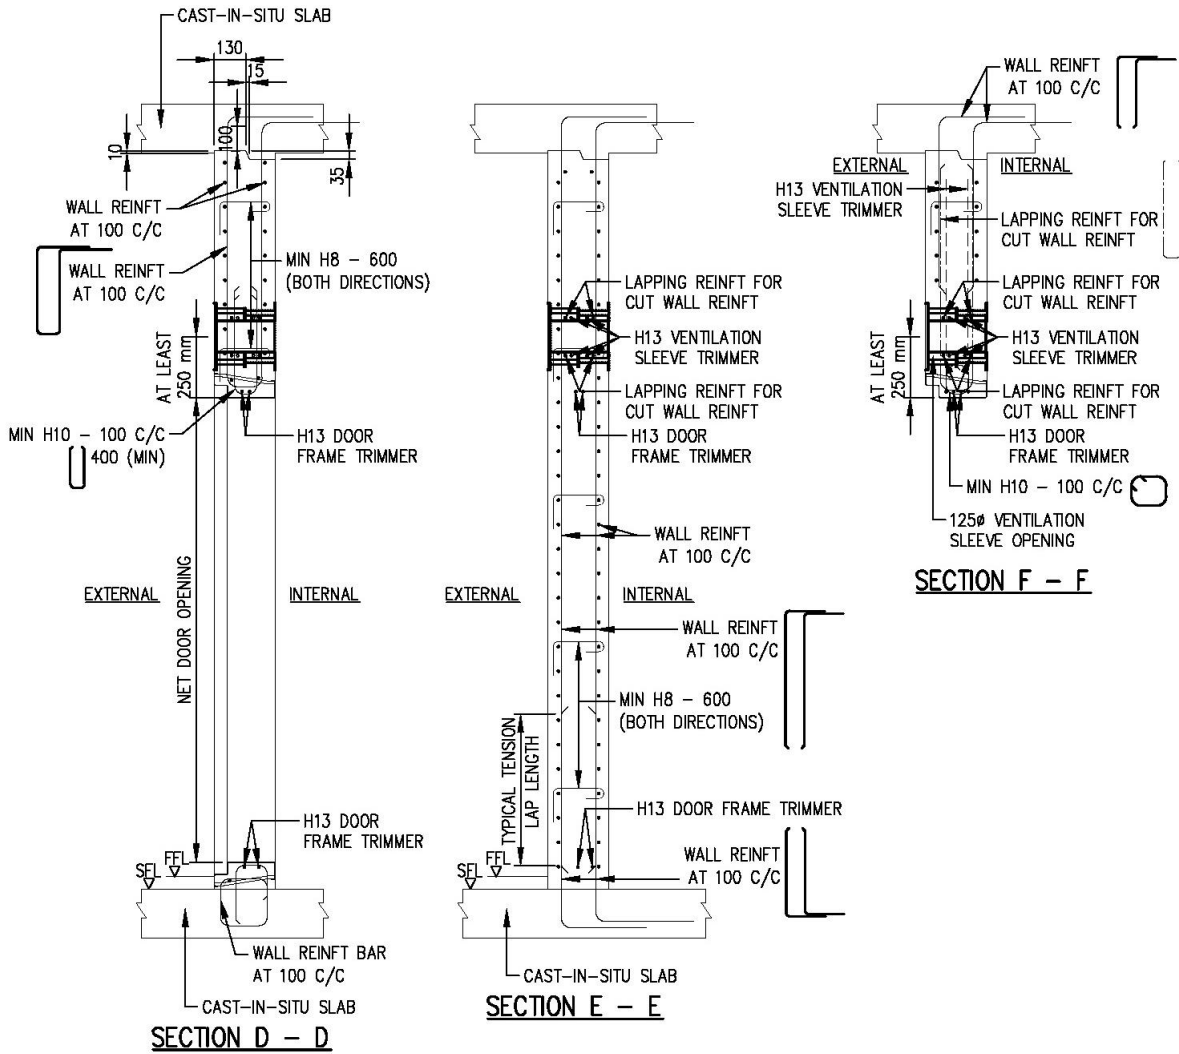 CAST-IN-SITU SLAB
130
15
100
10
35
WALL REINFT
AT 100 C/C
WALL REINFT
AT 100 C/C
MIN H8 - 600
(BOTH DIRECTIONS)
AT LEAST
250 mm
MIN H10 - 100 C/C
400 (MIN)
H13 DOOR
FRAME TRIMMER
NET DOOR OPENING
EXTERNAL
INTERNAL
H13 DOOR
FRAME TRIMMER
SFL
FFL
WALL REINFT BAR
AT 100 C/C
CAST-IN-SITU SLAB
SECTION D - D
LAPPING REINFT FOR
CUT WALL REINFT
H13 VENTILATION
SLEEVE TRIMMER
LAPPING REINFT FOR
CUT WALL REINFT
H13 DOOR
FRAME TRIMMER
WALL REINFT
AT 100 C/C
EXTERNAL
INTERNAL
WALL REINFT
AT 100 C/C
MIN H8 - 600
(BOTH DIRECTIONS)
TYPICAL TENSION
LAP LENGTH
H13 DOOR FRAME TRIMMER
WALL REINFT
AT 100 C/C
SFL
FFL
CAST-IN-SITU SLAB
SECTION E - E
WALL REINFT
AT 100 C/C
EXTERNAL
INTERNAL
H13 VENTILATION
SLEEVE TRIMMER
LAPPING REINFT FOR
CUT WALL REINFT
LAPPING REINFT FOR
CUT WALL REINFT
H13 VENTILATION
SLEEVE TRIMMER
AT LEAST
250 mm
LAPPING REINFT FOR
CUT WALL REINFT
H13 DOOR
FRAME TRIMMER
MIN H10 - 100 C/C
125ø VENTILATION
SLEEVE OPENING
SECTION F - F